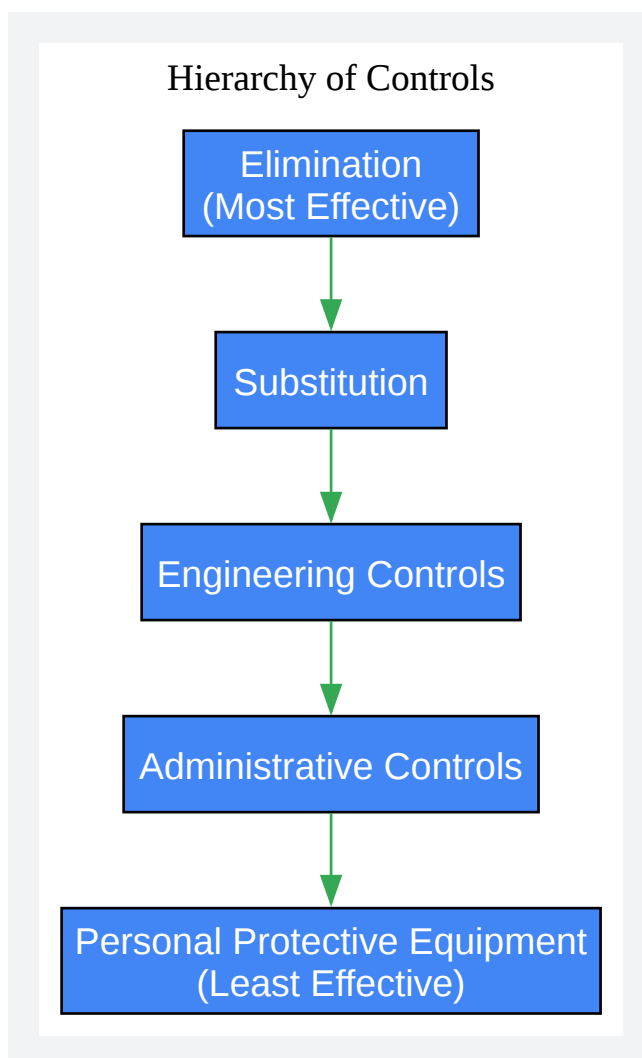 Hierarchy of Controls
Elimination
(Most Effective)
Substitution
Engineering Controls
Administrative Controls
Personal Protective Equipment
(Least Effective)